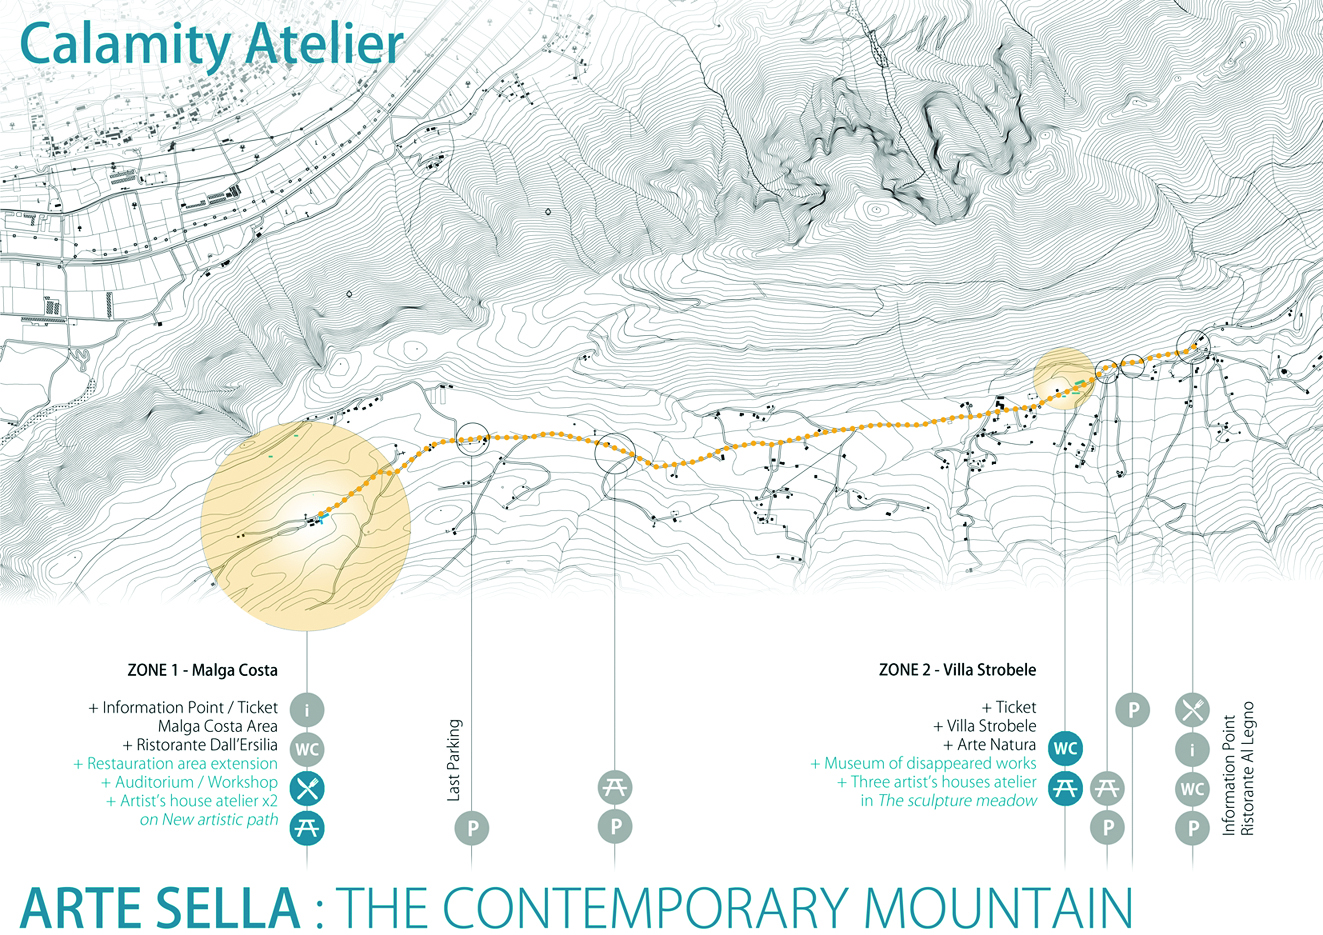 Calamity Atelier
ZONE 1 - Malga Costa
+ Information Point / Ticket
Malga Costa Area
+ Ristorante Dall'Ersilia
+ Restauration area extension
+ Auditorium / Workshop
+ Artist's house atelier x2
on New artistic path
i
WC
Last Parking
P
P
ZONE 2 - Villa Strobele
+ Ticket
+ Villa Strobele
+ Arte Natura
+ Museum of disappeared works
+ Three artist's houses atelier
in The sculpture meadow
WC
P
P
i
WC
P
Information Point
Ristorante Al Legno
ARTE SELLA : THE CONTEMPORARY MOUNTAIN